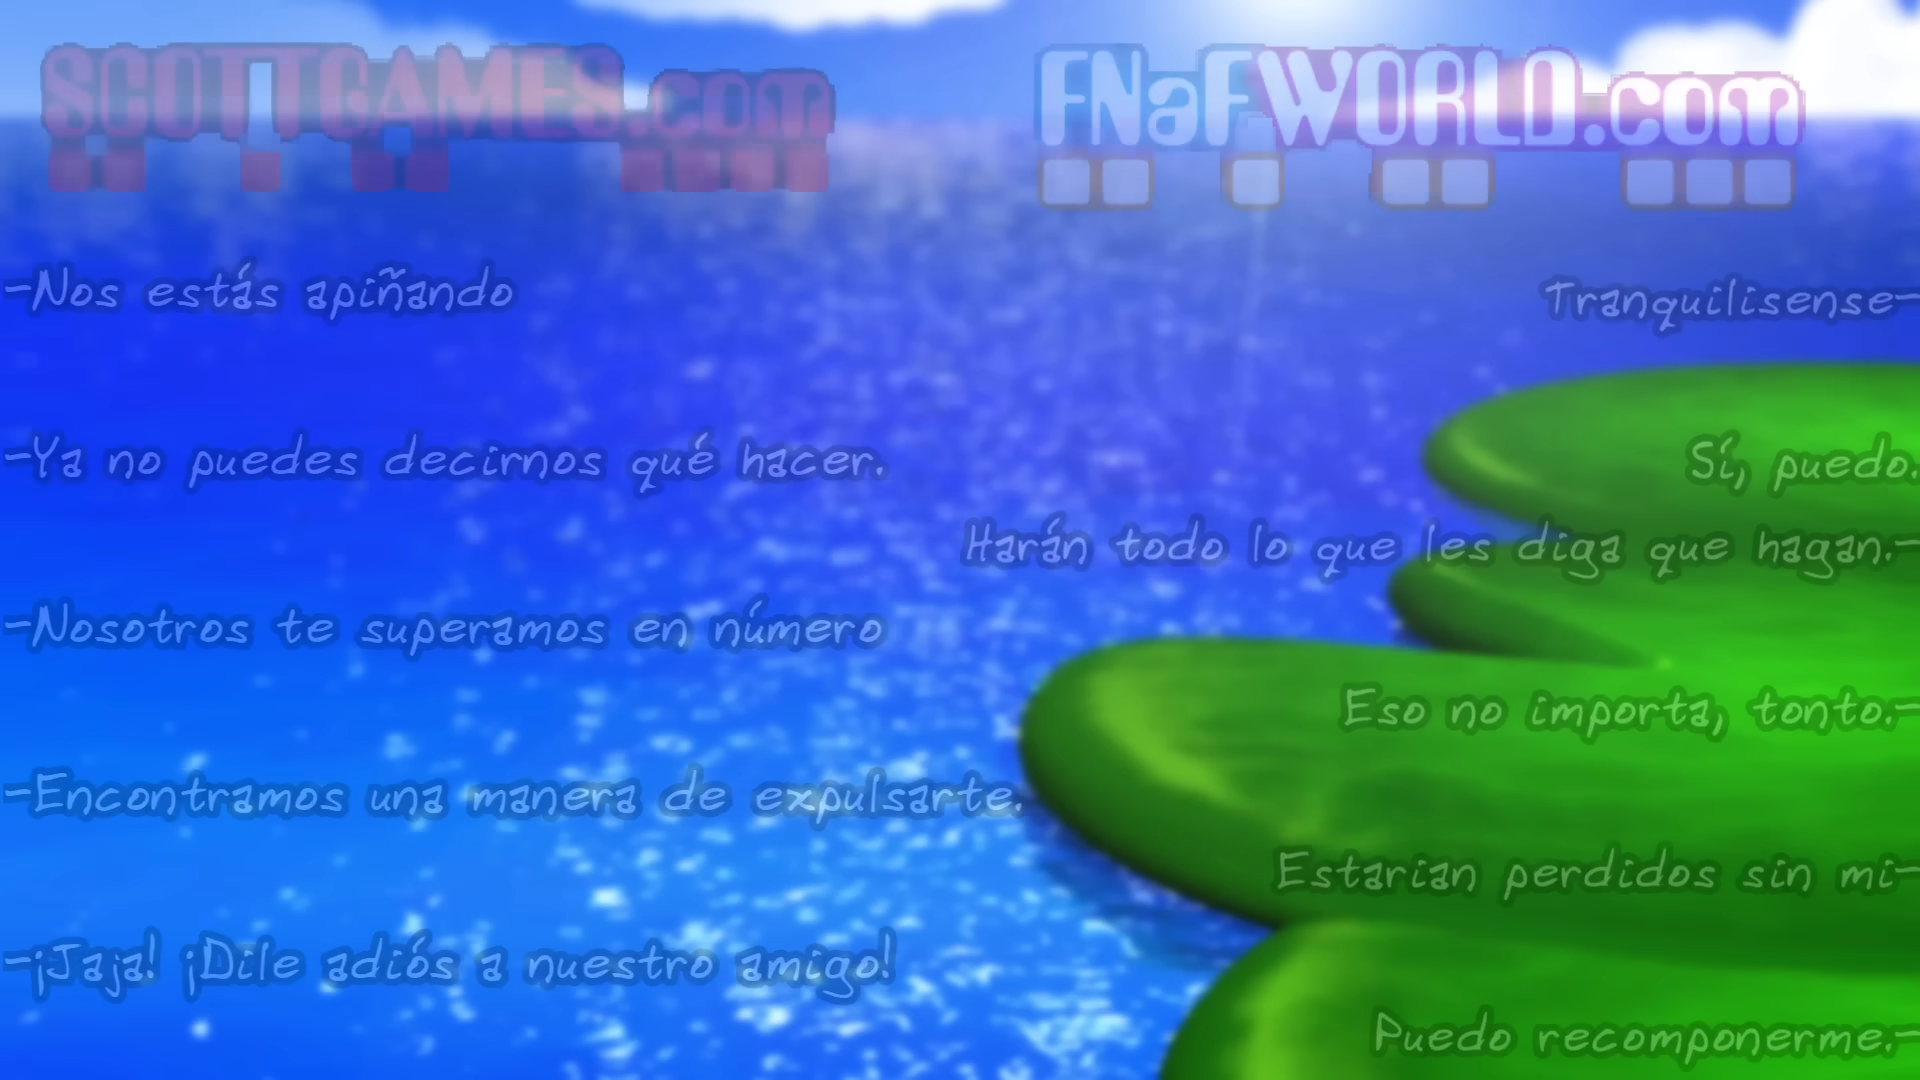 SCOTTGAMES.com
FNaFWORLD.com
-Nos estás apiñando
Tranquilisense-
-Ya no puedes decirnos qué hacer.
Sí, puedo.
Harán todo lo que les diga que hagan.-
-Nosotros te superamos en número
Eso no importa, tonto.-
-Encontramos una manera de expulsarte.
Estarian perdidos sin mi-
-¡Jaja! ¡Dile adiós a nuestro amigo!
Puedo recomponerme.-